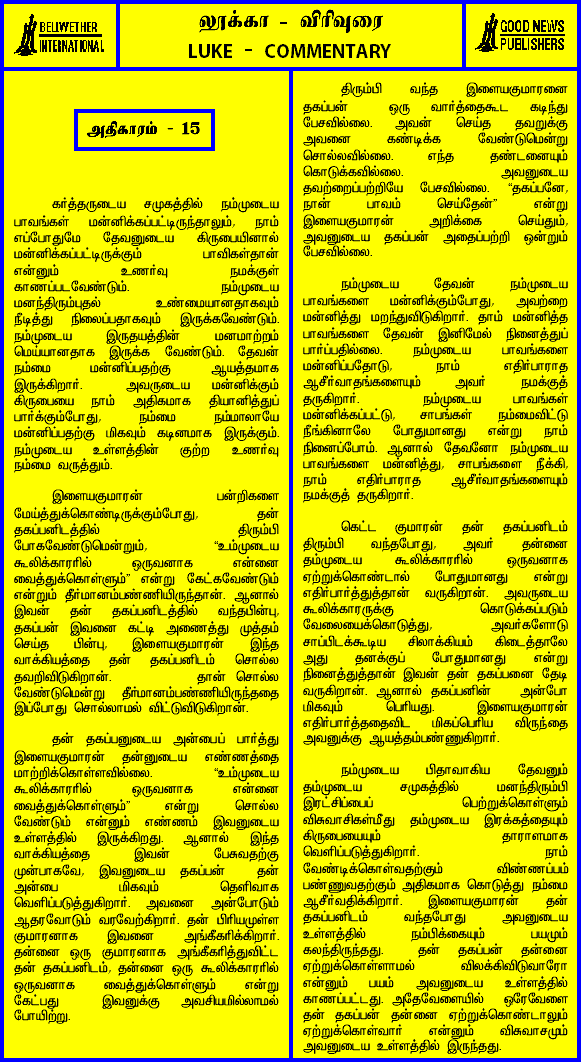 BELIWETHER
INTERNATIONAL
லூக்கா - விரிவுரை
LUKE - COMMENTARY
GOOD NEWS
PUBLISHERS
அதிகாரம் - 15
கர்த்தருடைய சமுகத்தில் நம்முடைய
பாவங்கள் மன்னிக்கப்பட்டிருந்தாலும், நாம்
எப்போதுமே தேவனுடைய கிருபையினால்
மன்னிக்கப்பட்டிருக்கும் பாவிகள்தான்
என்னும் உணர்வு நமக்குள்
காணப்படவேண்டும். நம்முடைய
மனந்திரும்புதல் உண்மையானதாகவும்
நீடித்து நிலைப்பதாகவும் இருக்கவேண்டும்.
நம்முடைய இருதயத்தின் மனமாற்றம்
மெய்யானதாக இருக்க வேண்டும். தேவன்
நம்மை மன்னிப்பதற்கு ஆயத்தமாக
இருக்கிறார். அவருடைய மன்னிக்கும்
கிருபையை நாம் அதிகமாக தியானித்துப்
பார்க்கும்போது, நம்மை நம்மாலாயே
மன்னிப்பதற்கு மிகவும் கடினமாக இருக்கும்.
நம்முடைய உள்ளத்தின் குற்ற உணர்வு
நம்மை வருத்தும்.
இளையகுமாரன் பன்றிகளை
மேய்த்துக்கொண்டிருக்கும்போது, தன்
தகப்பனிடத்தில் திரும்பி
போகவேண்டுமென்றும், "உம்முடைய
கூலிக்காரரில் ஒருவனாக என்னை
வைத்துக்கொள்ளும்" என்று கேட்கவேண்டும்
என்றும் தீர்மானம்பண்ணியிருந்தான். ஆனால்
இவன் தன் தகப்பனிடத்தில் வந்தபின்பு,
தகப்பன் இவனை கட்டி அணைத்து முத்தம்
செய்த பின்பு, இளையகுமாரன் இந்த
வாக்கியத்தை தன் தகப்பனிடம் சொல்ல
தவறிவிடுகிறான். தான் சொல்ல
வேண்டுமென்று தீர்மானம்பண்ணியிருந்ததை
இப்போது சொல்லாமல் விட்டுவிடுகிறான்.
தன் தகப்பனுடைய அன்பைப் பார்த்து
இளையகுமாரன் தன்னுடைய எண்ணத்தை
மாற்றிக்கொள்ளவில்லை. "உம்முடைய
கூலிக்காரரில் ஒருவனாக என்னை
வைத்துக்கொள்ளும்" என்று சொல்ல
வேண்டும் என்னும் எண்ணம் இவனுடைய
உள்ளத்தில் இருக்கிறது. ஆனால் இந்த
வாக்கியத்தை இவன் பேசுவதற்கு
முன்பாகவே, இவனுடைய தகப்பன் தன்
அன்பை மிகவும் தெளிவாக
வெளிப்படுத்துகிறார். அவனை அன்போடும்
ஆதரவோடும் வரவேற்கிறார். தன் பிரியமுள்ள
குமாரனாக இவனை அங்கீகரிக்கிறார்.
தன்னை ஒரு குமாரனாக அங்கீகரித்துவிட்ட
தன் தகப்பனிடம், தன்னை ஒரு கூலிக்காரரில்
ஒருவனாக வைத்துக்கொள்ளும் என்று
கேட்பது இவனுக்கு அவசியமில்லாமல்
போயிற்று.
திரும்பி வந்த இளையகுமாரனை
தகப்பன் ஒரு வார்த்தைகூட கடிந்து
பேசவில்லை. அவன் செய்த தவறுக்கு
அவனை கண்டிக்க வேண்டுமென்று
சொல்லவில்லை. எந்த தண்டனையும்
கொடுக்கவில்லை. அவனுடைய
தவற்றைப்பற்றியே பேசவில்லை. "தகப்பனே,
நான் பாவம் செய்தேன்" என்று
இளையகுமாரன் அறிக்கை செய்தும்,
அவனுடைய தகப்பன் அதைப்பற்றி ஒன்றும்
பேசவில்லை.
நம்முடைய தேவன் நம்முடைய
பாவங்களை மன்னிக்கும்போது, அவற்றை
மன்னித்து மறந்துவிடுகிறார். தாம் மன்னித்த
பாவங்களை தேவன் இனிமேல் நினைத்துப்
பார்ப்பதில்லை. நம்முடைய பாவங்களை
மன்னிப்பதோடு, நாம் எதிர்பாராத
ஆசீர்வாதங்களையும் அவர் நமக்குத்
தருகிறார். நம்முடைய பாவங்கள்
மன்னிக்கப்பட்டு, சாபங்கள் நம்மைவிட்டு
நீங்கினாலே போதுமானது என்று நாம்
நினைப்போம். ஆனால் தேவனோ நம்முடைய
பாவங்களை மன்னித்து, சாபங்களை நீக்கி,
நாம் எதிர்பாராத ஆசீர்வாதங்களையும்
நமக்குத் தருகிறார்.
கெட்ட குமாரன் தன் தகப்பனிடம்
திரும்பி வந்தபோது, அவர் தன்னை
தம்முடைய கூலிக்காரரில் ஒருவனாக
ஏற்றுக்கொண்டால் போதுமானது என்று
எதிர்பார்த்துத்தான் வருகிறான். அவருடைய
கூலிக்காரருக்கு கொடுக்கப்படும்
வேலையைக்கொடுத்து, அவர்களோடு
சாப்பிடக்கூடிய சிலாக்கியம் கிடைத்தாலே
அது தனக்குப் போதுமானது என்று
நினைத்துத்தான் இவன் தன் தகப்பனை தேடி
வருகிறான். ஆனால் தகப்பனின் அன்போ
மிகவும் பெரியது. இளையகுமாரன்
எதிர்பார்த்ததைவிட மிகப்பெரிய விருந்தை
அவனுக்கு ஆயத்தம்பண்ணுகிறார்.
நம்முடைய பிதாவாகிய தேவனும்
தம்முடைய சமுகத்தில் மனந்திரும்பி
இரட்சிப்பைப் பெற்றுக்கொள்ளும்
விசுவாசிகள்மீது தம்முடைய இரக்கத்தையும்
கிருபையையும் தாராளமாக
வெளிப்படுத்துகிறார். நாம்
வேண்டிக்கொள்வதற்கும் விண்ணப்பம்
பண்ணுவதற்கும் அதிகமாக கொடுத்து நம்மை
ஆசீர்வதிக்கிறார். இளையகுமாரன் தன்
தகப்பனிடம் வந்தபோது அவனுடைய
உள்ளத்தில் நம்பிக்கையும் பயமும்
கலந்திருந்தது. தன் தகப்பன் தன்னை
ஏற்றுக்கொள்ளாமல் விலக்கிவிடுவாரோ
என்னும் பயம் அவனுடைய உள்ளத்தில்
காணப்பட்டது. அதேவேளையில் ஒரேவேளை
தன் தகப்பன் தன்னை ஏற்றுக்கொண்டாலும்
ஏற்றுக்கொள்வார் என்னும் விசுவாசமும்
அவனுடைய உள்ளத்தில் இருந்தது.